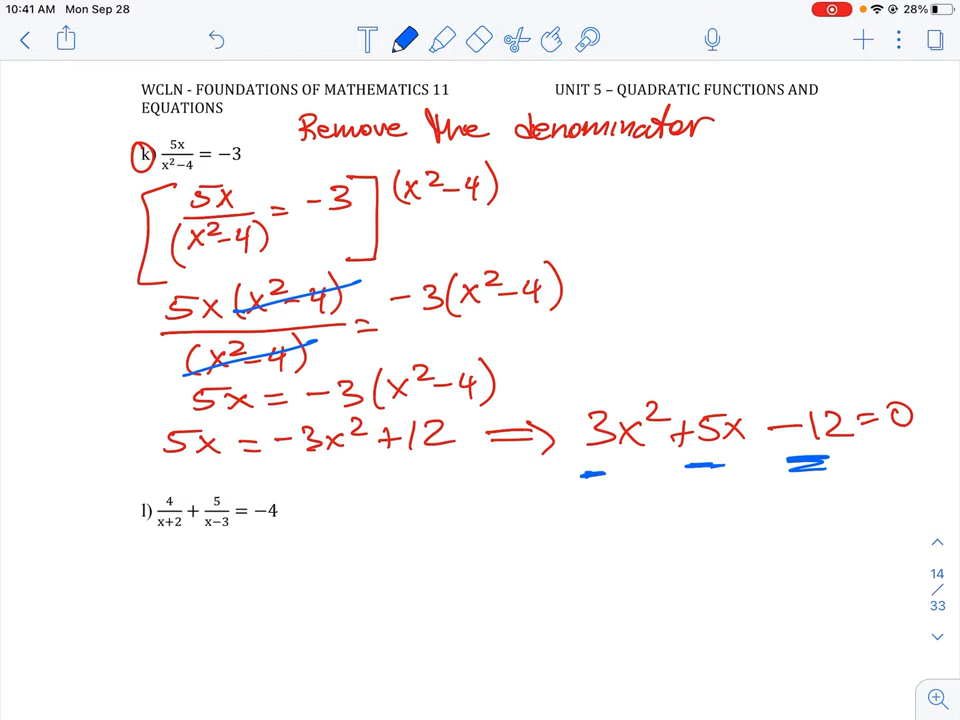 10:41 AM Mon Sep 28
28%
WCLN - FOUNDATIONS OF MATHEMATICS 11 UNIT 5 – QUADRATIC FUNCTIONS AND
EQUATIONS
Remove the denominator
k) 5x/(x²−4) = −3
[5x/(x²−4) = −3] (x²−4)
5x(x²−4)/(x²−4) = −3(x²−4)
5x = −3(x²−4)
5x = −3x² +12 ⟹ 3x² +5x −12 = 0
l) 4/(x+2) + 5/(x−3) = −4
14
/
33